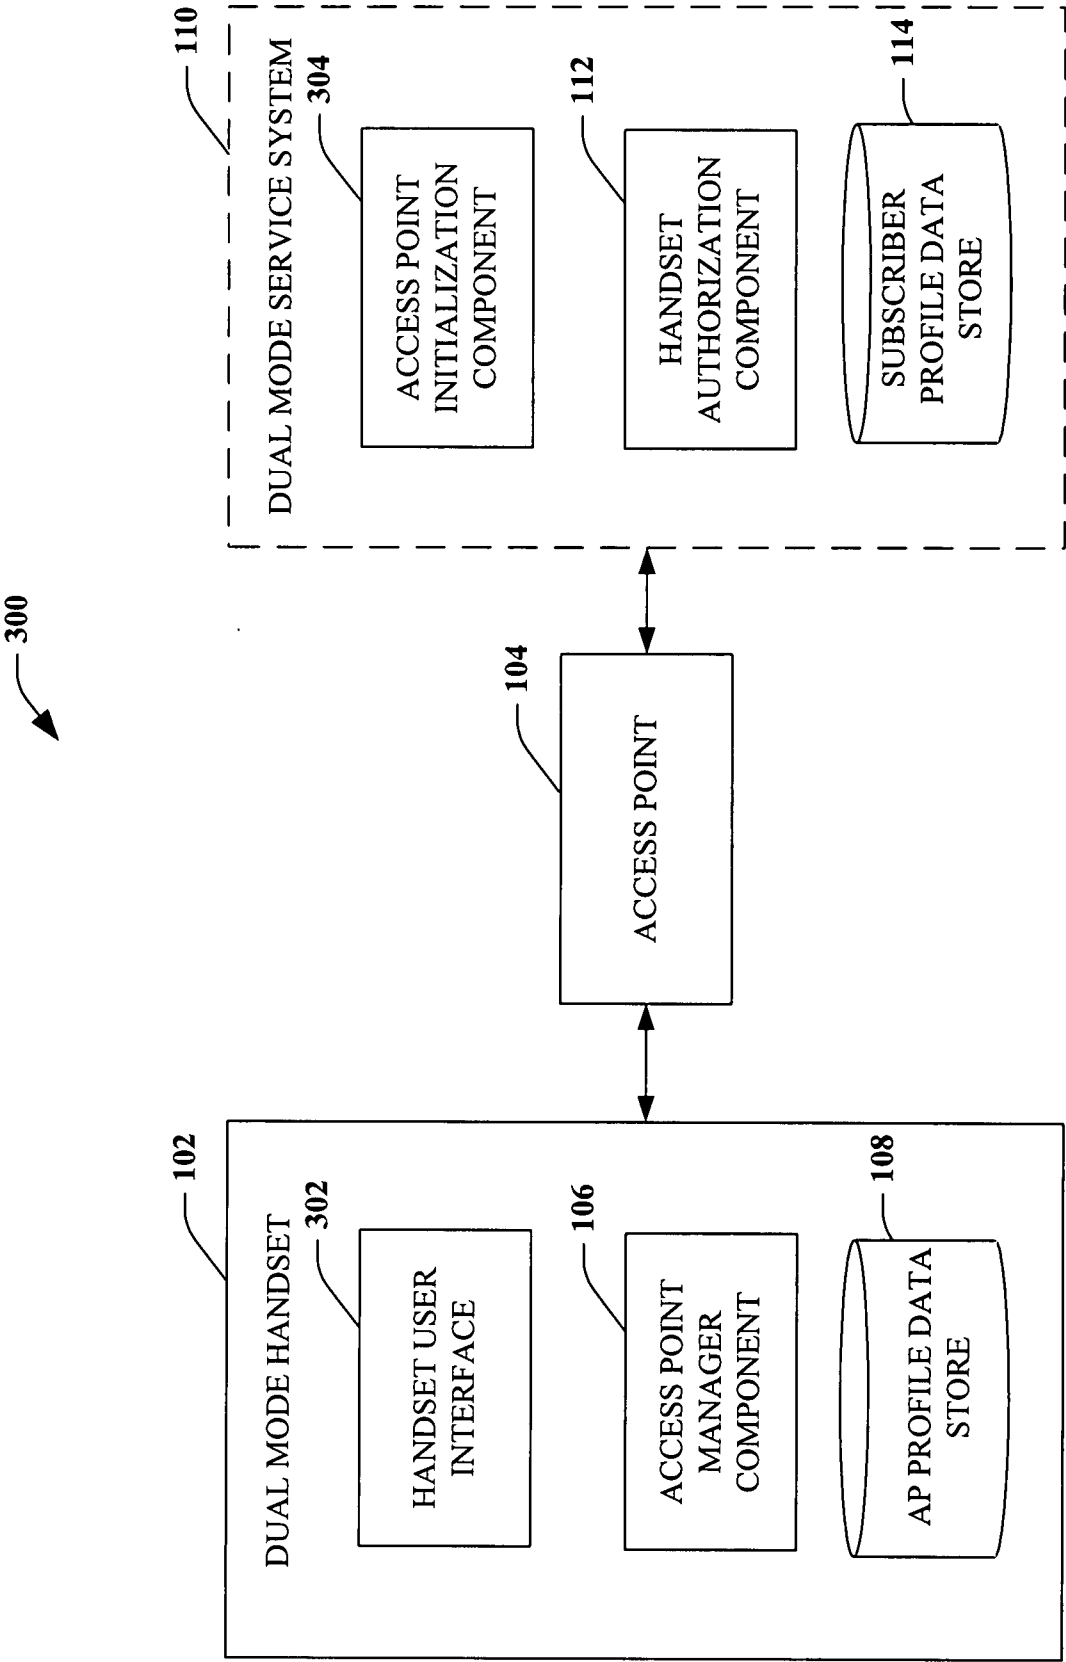 300
102
DUAL MODE HANDSET
302
HANDSET USER
INTERFACE
106
ACCESS POINT
MANAGER
COMPONENT
108
AP PROFILE DATA
STORE
104
ACCESS POINT
110
DUAL MODE SERVICE SYSTEM
304
ACCESS POINT
INITIALIZATION
COMPONENT
112
HANDSET
AUTHORIZATION
COMPONENT
114
SUBSCRIBER
PROFILE DATA
STORE